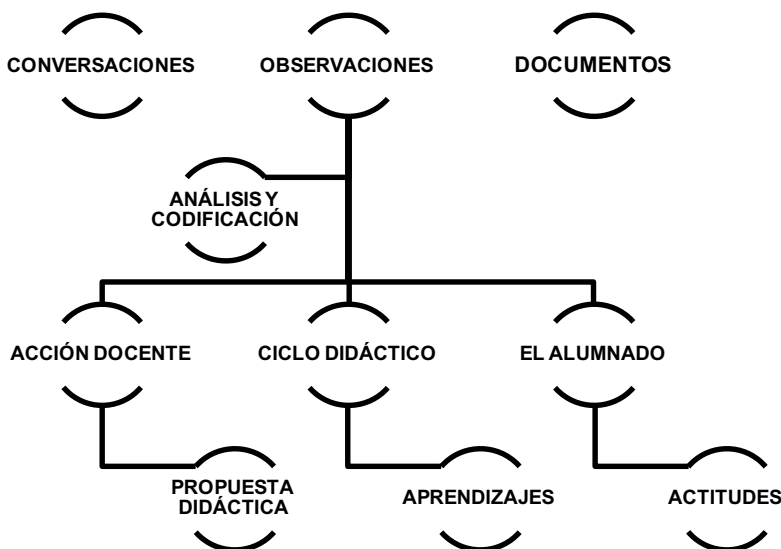 CONVERSACIONES
OBSERVACIONES
DOCUMENTOS
ANÁLISIS Y
CODIFICACIÓN
ACCIÓN DOCENTE
CICLO DIDÁCTICO
EL ALUMNADO
PROPUESTA
DIDÁCTICA
APRENDIZAJES
ACTITUDES